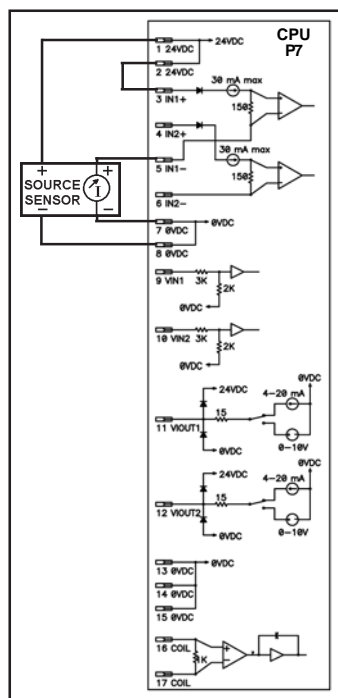 CPU
P7
1 24VDC
24VDC
2 24VDC
30 mA max
3 IN1+
150
4 IN2+
30 mA max
5 IN1-
150
6 IN2-
+ +
SOURCE
SENSOR
I
− −
7 0VDC
0VDC
8 0VDC
9 VIN1
3K
2K
0VDC
10 VIN2
3K
2K
0VDC
0VDC
24VDC
4-20 mA
15
11 VIOUT1
0VDC
0-10V
0VDC
24VDC
4-20 mA
15
12 VIOUT2
0VDC
0-10V
13 0VDC
0VDC
14 0VDC
15 0VDC
16 COIL
1K
17 COIL